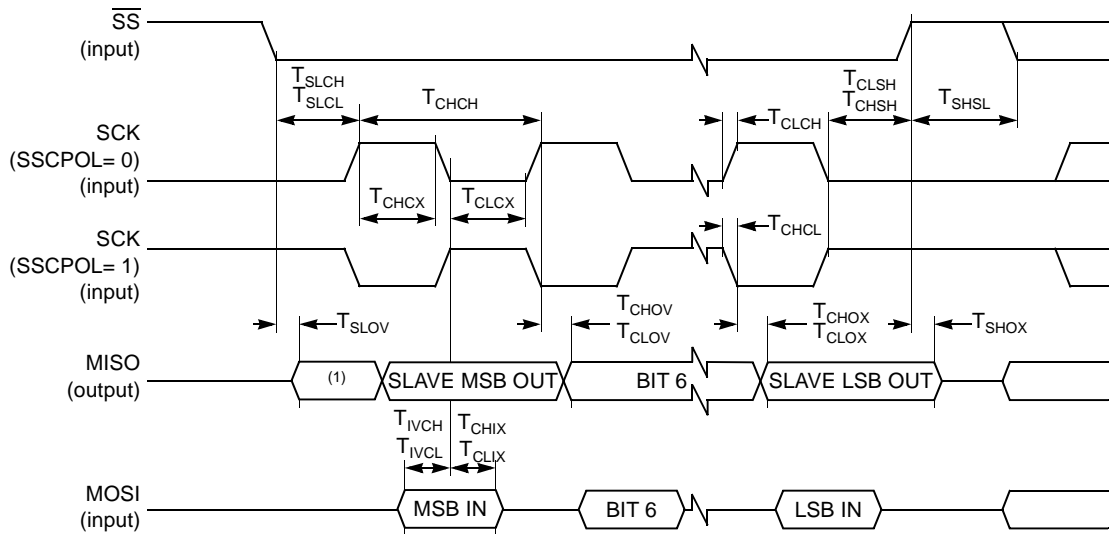 SS
(input)
T_SLCH
T_SLCL
T_CHCH
T_CLCH
T_CLSH
T_CHSH
T_SHSL
SCK
(SSCPOL= 0)
(input)
T_CHCX
T_CLCX
T_CHCL
SCK
(SSCPOL= 1)
(input)
T_SLOV
T_CHOV
T_CLOV
T_CHOX
T_CLOX
T_SHOX
MISO
(output)
(1)
SLAVE MSB OUT
BIT 6
SLAVE LSB OUT
T_IVCH
T_IVCL
T_CHIX
T_CLIX
MOSI
(input)
MSB IN
BIT 6
LSB IN